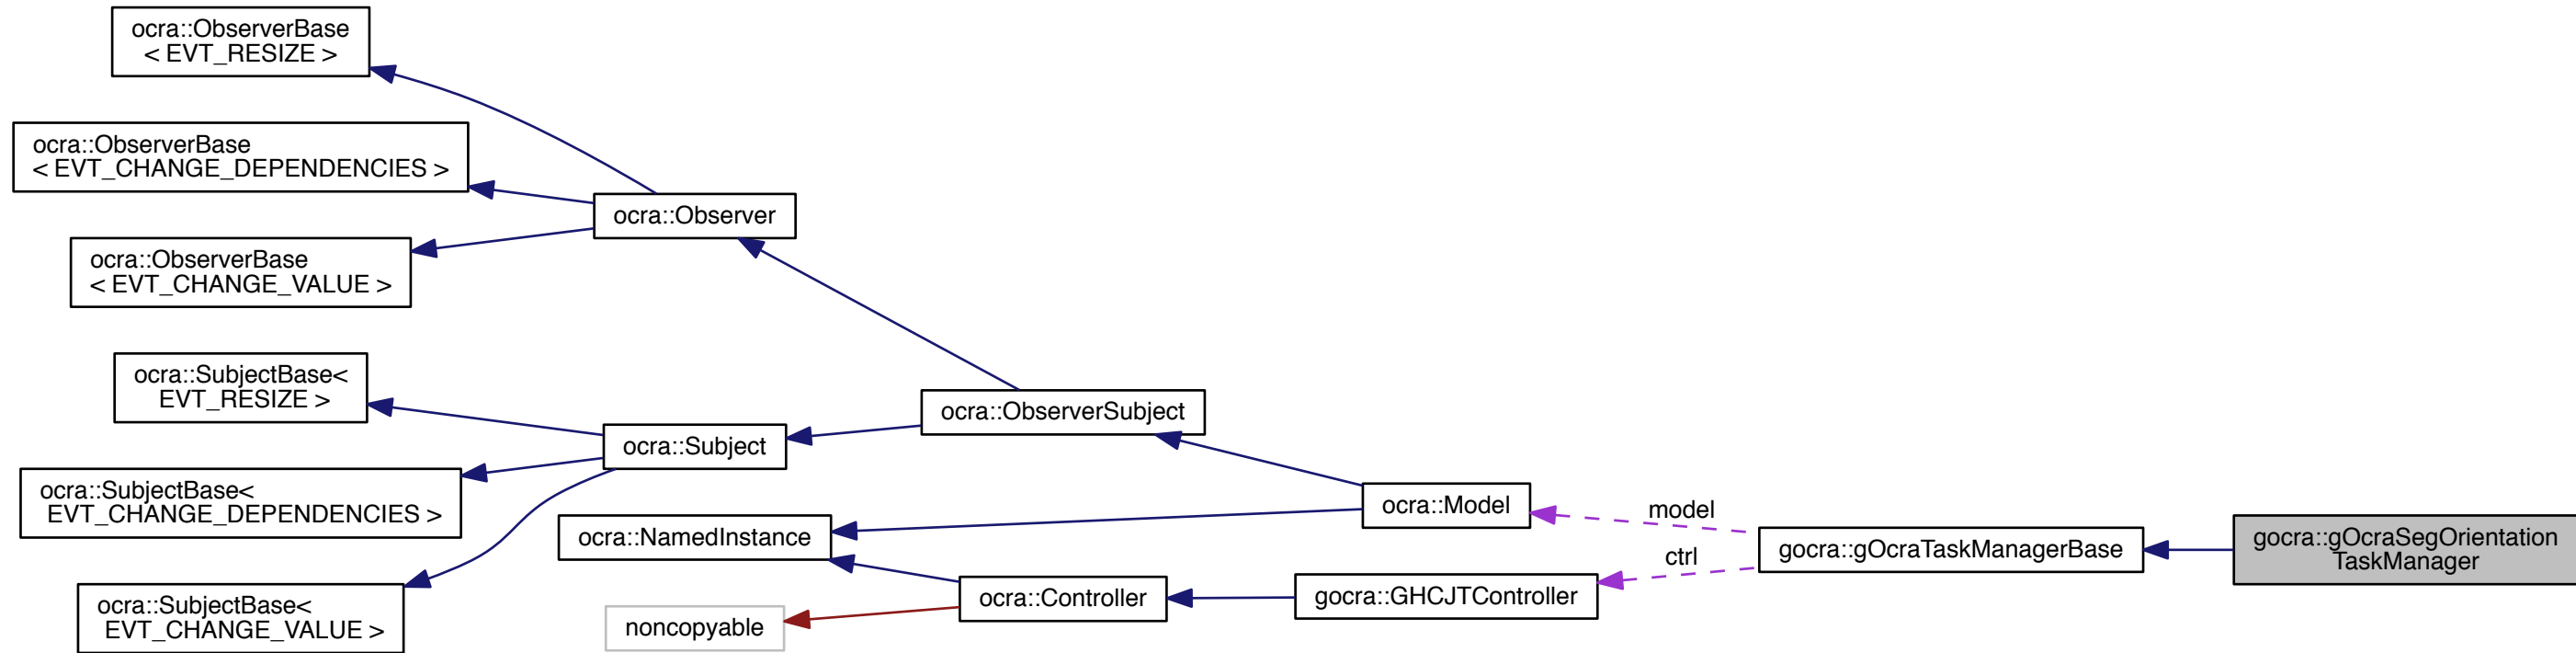 ocra::ObserverBase
< EVT_RESIZE >
ocra::ObserverBase
< EVT_CHANGE_DEPENDENCIES >
ocra::Observer
ocra::ObserverBase
< EVT_CHANGE_VALUE >
ocra::SubjectBase<
EVT_RESIZE >
ocra::ObserverSubject
ocra::Subject
ocra::SubjectBase<
EVT_CHANGE_DEPENDENCIES >
ocra::Model
model
ocra::NamedInstance
gocra::gOcraTaskManagerBase
gocra::gOcraSegOrientation
TaskManager
ctrl
ocra::Controller
gocra::GHCJTController
ocra::SubjectBase<
EVT_CHANGE_VALUE >
noncopyable